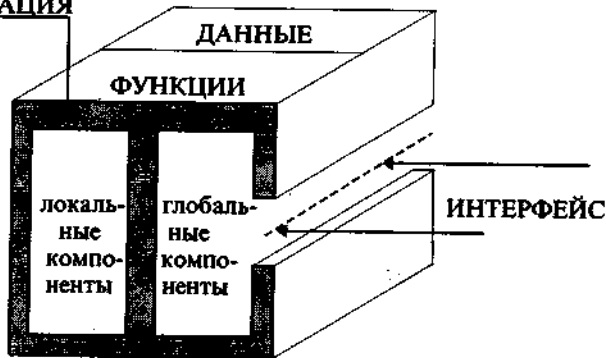 АЦИЯ
ДАННЫЕ
ФУНКЦИИ
локаль-
ные
компо-
ненты
глобаль-
ные
компо-
ненты
ИНТЕРФЕЙС